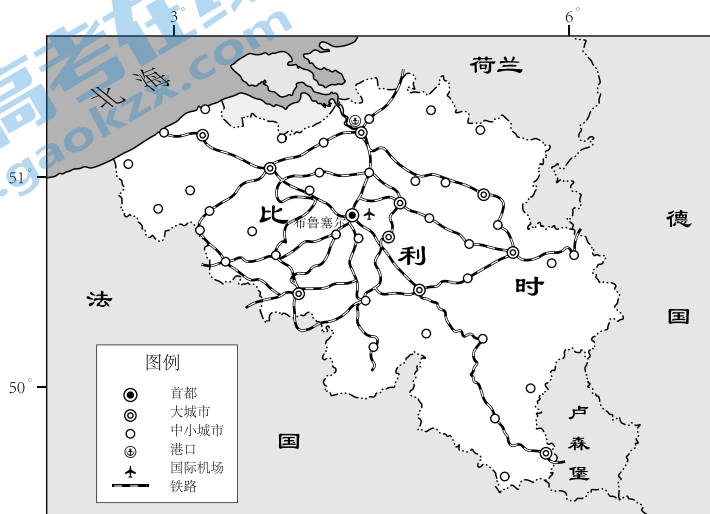 高考在线
.gaokzx.com
3°
6°
51°
50°
北海
荷兰
德国
法国
比利时
布鲁塞尔
卢森堡
图例
首都
大城市
中小城市
港口
国际机场
铁路